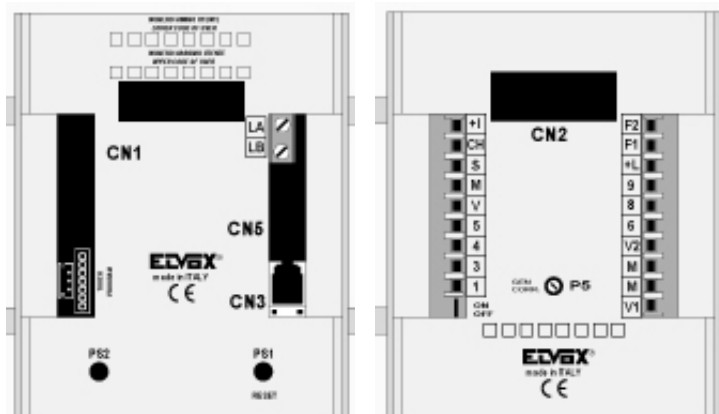 LA
LB
CN1
CN5
ELVOX®
made in ITALY
CE
CN3
PS2
PS1
RESET
CN2
+I
CH
S
M
V
5
4
3
1
ON
OFF
F2
F1
+L
9
8
6
V2
M
M
V1
P5
ELVOX®
made in ITALY
CE